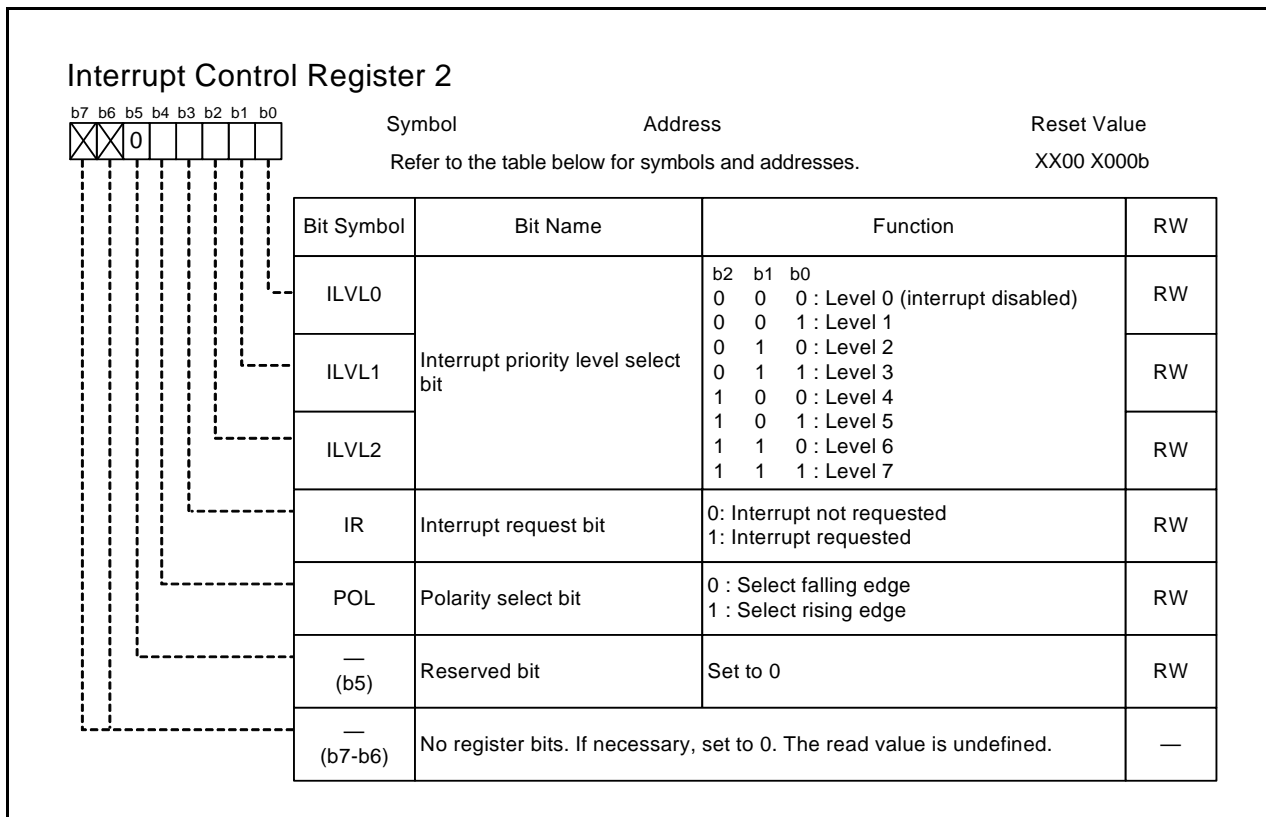 Interrupt Control Register 2
b7 b6 b5 b4 b3 b2 b1 b0
0
Symbol Address Reset Value
Refer to the table below for symbols and addresses. XX00 X000b
Bit Symbol Bit Name Function RW
ILVL0 RW
ILVL1 RW
ILVL2 RW
Interrupt priority level select
bit
b2 b1 b0
0 0 0 : Level 0 (interrupt disabled)
0 0 1 : Level 1
0 1 0 : Level 2
0 1 1 : Level 3
1 0 0 : Level 4
1 0 1 : Level 5
1 1 0 : Level 6
1 1 1 : Level 7
IR Interrupt request bit 0: Interrupt not requested RW
1: Interrupt requested
POL Polarity select bit 0 : Select falling edge RW
1 : Select rising edge
—
(b5) Reserved bit Set to 0 RW
—
(b7-b6) No register bits. If necessary, set to 0. The read value is undefined. —